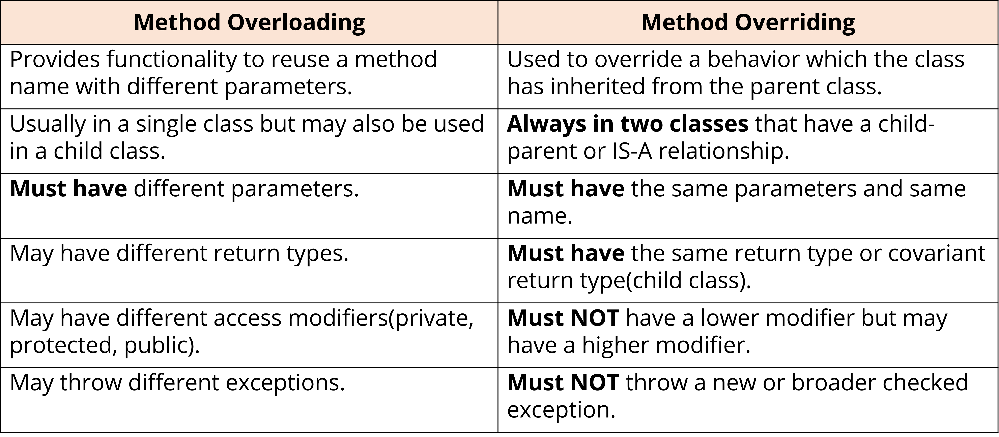 Method Overloading
Method Overriding
Provides functionality to reuse a method
name with different parameters.
Used to override a behavior which the class
has inherited from the parent class.
Usually in a single class but may also be used
in a child class.
Always in two classes that have a child-
parent or IS-A relationship.
Must have different parameters.
Must have the same parameters and same
name.
May have different return types.
Must have the same return type or covariant
return type(child class).
May have different access modifiers(private,
protected, public).
Must NOT have a lower modifier but may
have a higher modifier.
May throw different exceptions.
Must NOT throw a new or broader checked
exception.